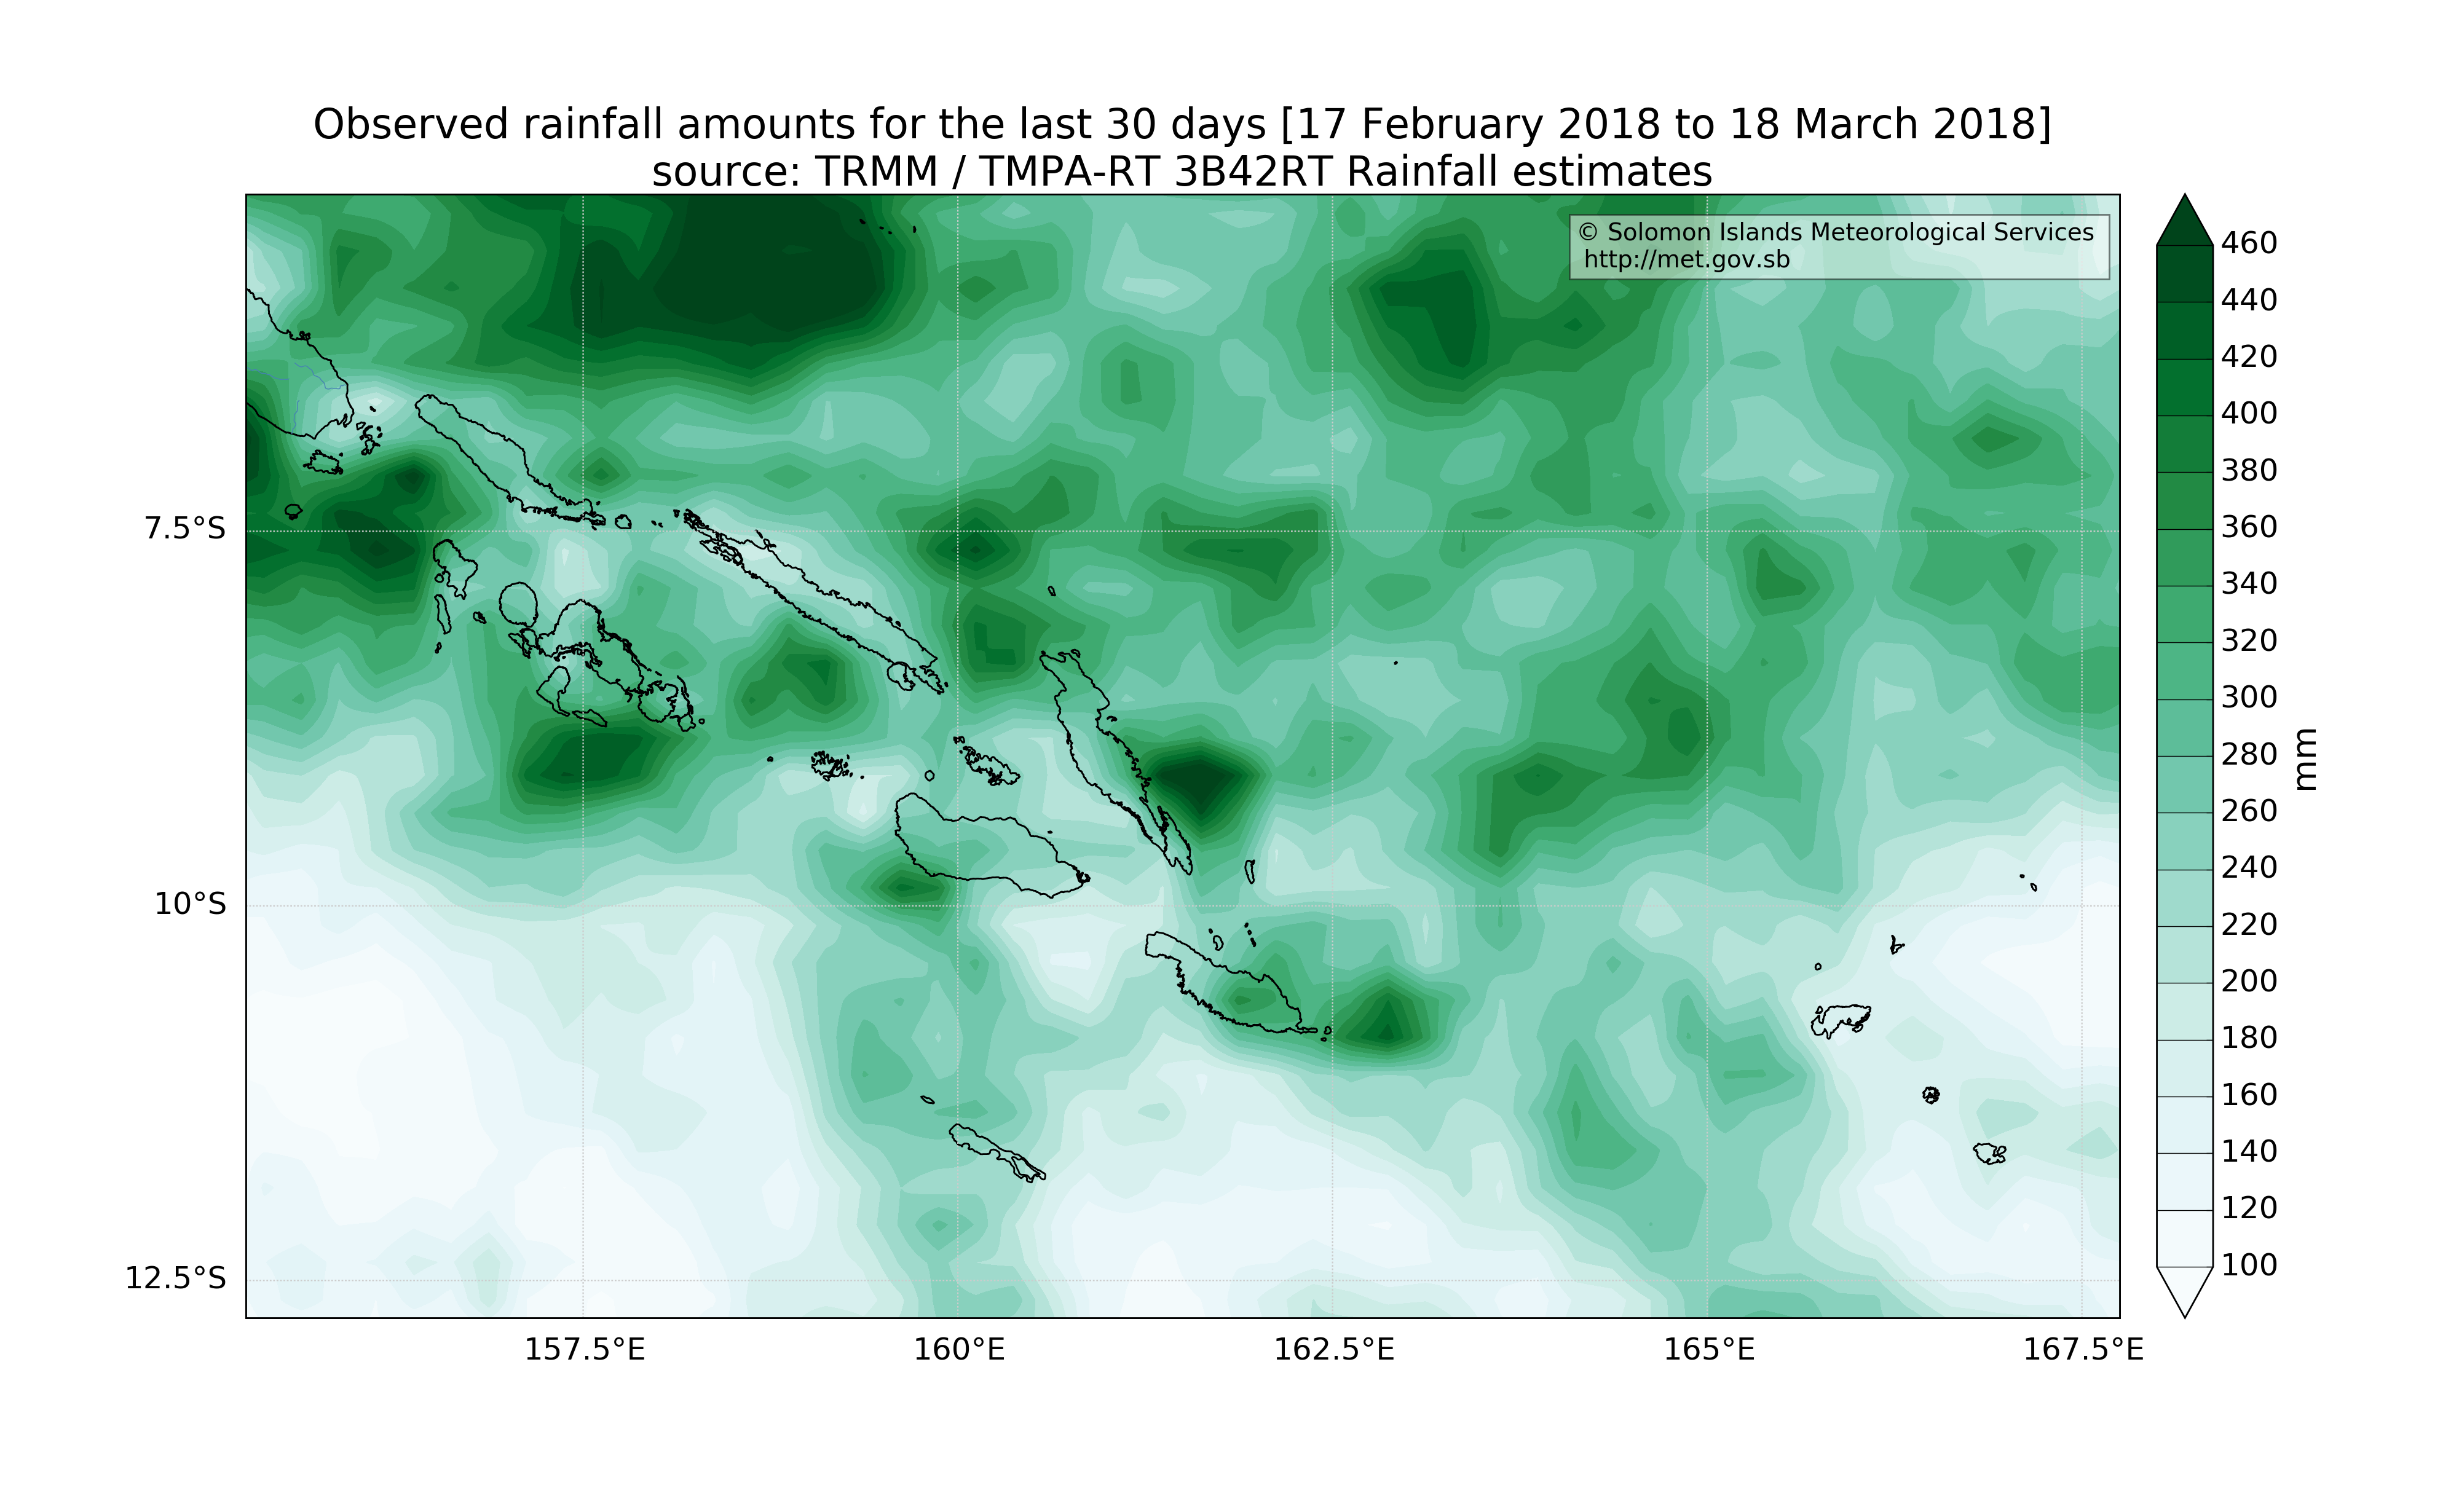 Observed rainfall amounts for the last 30 days [17 February 2018 to 18 March 2018]
source: TRMM / TMPA-RT 3B42RT Rainfall estimates
© Solomon Islands Meteorological Services
http://met.gov.sb
7.5°S
10°S
12.5°S
157.5°E
160°E
162.5°E
165°E
167.5°E
460
440
420
400
380
360
340
320
300
280
260
240
220
200
180
160
140
120
100
mm